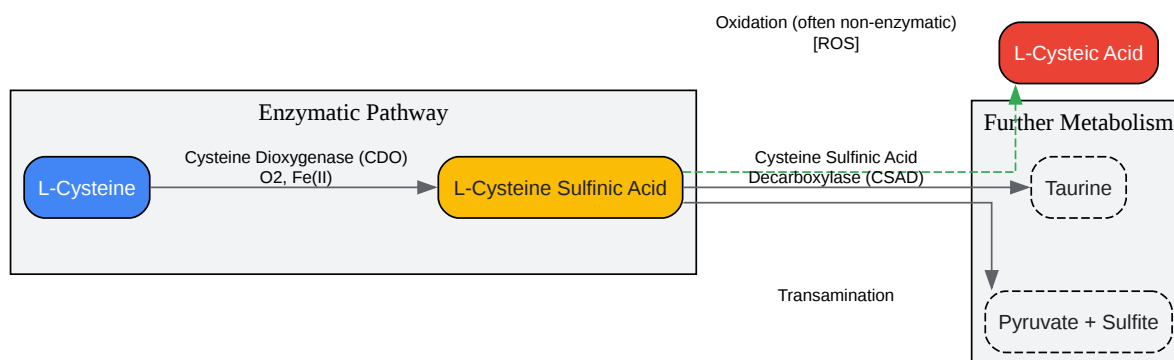 Oxidation (often non-enzymatic)
[ROS]
L-Cysteic Acid
Enzymatic Pathway
Further Metabolism
L-Cysteine
Cysteine Dioxygenase (CDO)
O2, Fe(II)
L-Cysteine Sulfinic Acid
Cysteine Sulfinic Acid
Decarboxylase (CSAD)
Taurine
Transamination
Pyruvate + Sulfite